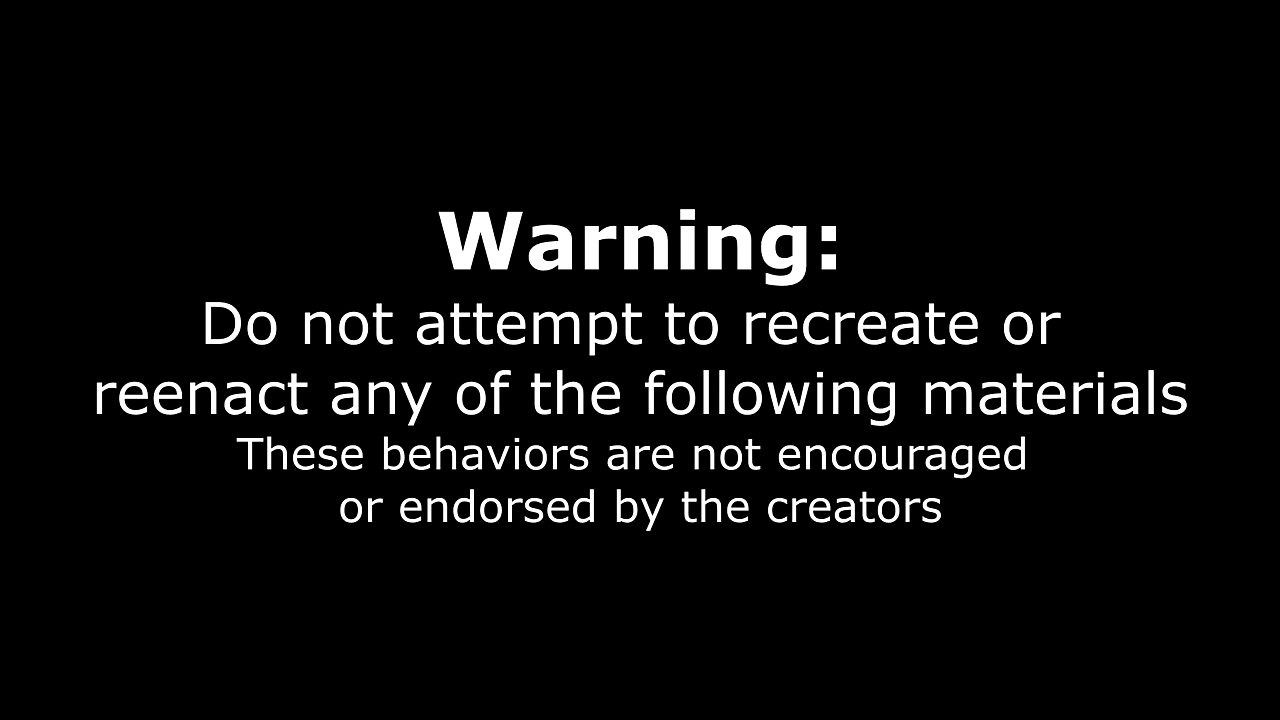 Warning:
Do not attempt to recreate or
reenact any of the following materials
These behaviors are not encouraged
or endorsed by the creators